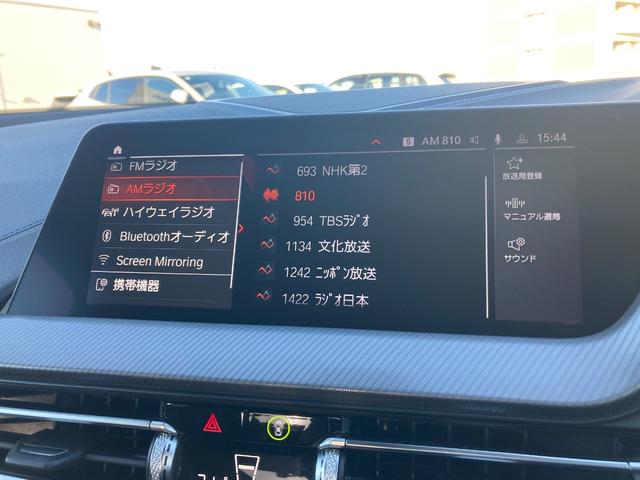 5 AM 810 15:44
FMラジオ
AMラジオ
ハイウェイラジオ
Bluetoothオーディオ
Screen Mirroring
携帯機器
693 NHK第2
810
954 TBSラジオ
1134 文化放送
1242 ニッポン放送
1422 ラジオ日本
放送局登録
マニュアル選局
サウンド